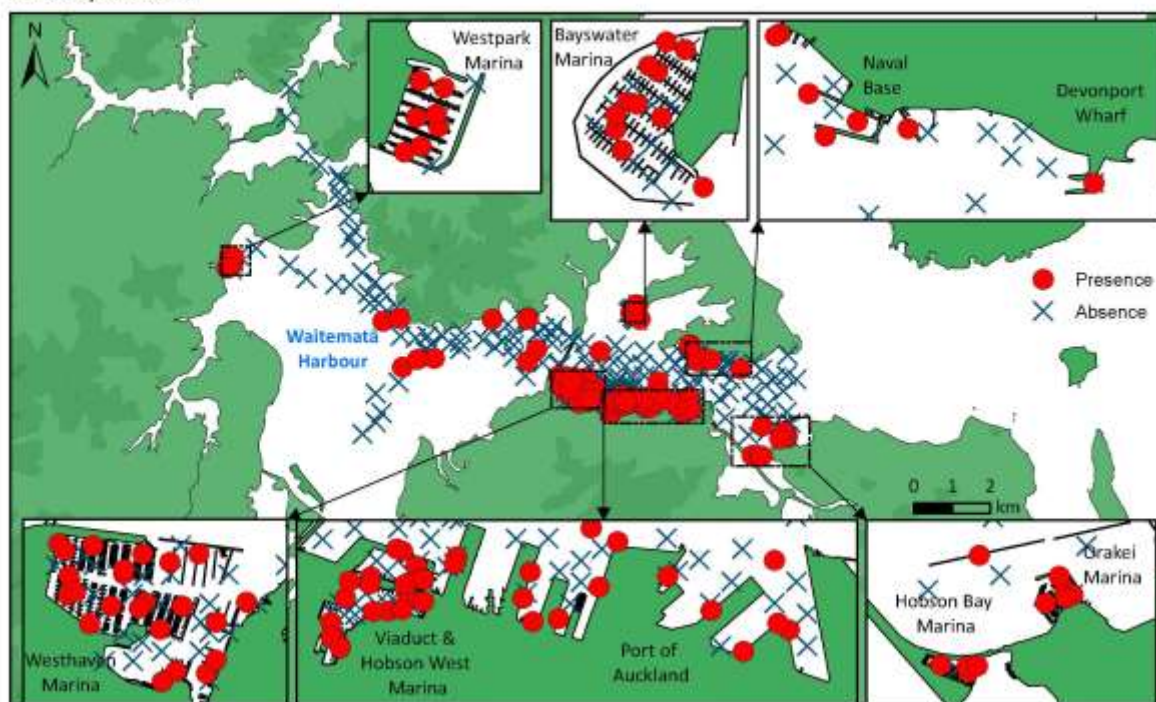 N
Westpark
Marina
Bayswater
Marina
Naval
Base
Devonport
Wharf
Presence
Absence
Waitemata
Harbour
0 1 2
km
Westhaven
Marina
Viaduct &
Hobson West
Marina
Port of
Auckland
Hobson Bay
Marina
Orakei
Marina